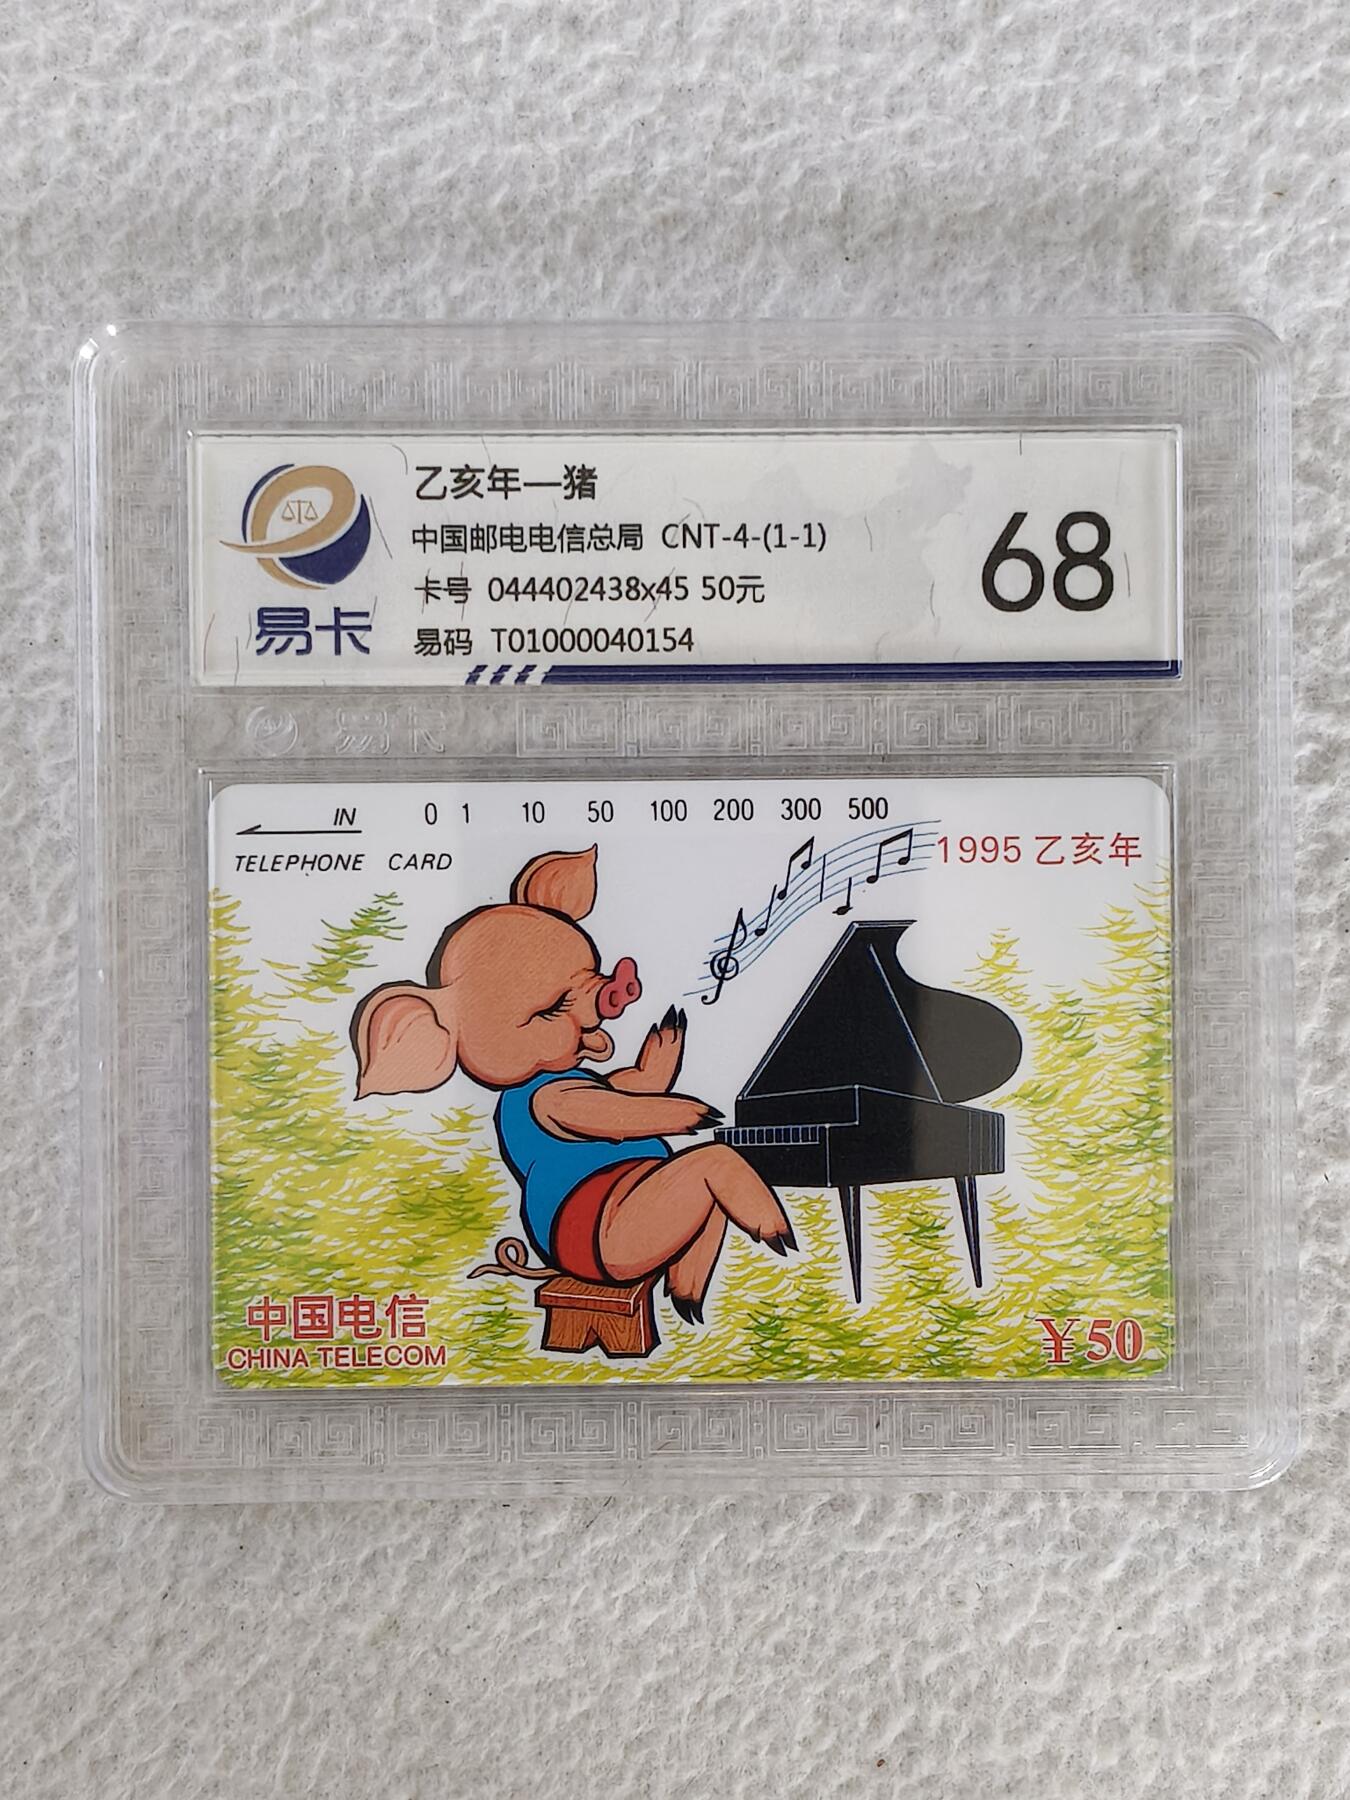 乙亥年—猪
中国邮电电信总局 CNT-4-(1-1)
卡号 044402438x45 50元
易码 T01000040154
易卡
68
易卡
IN 0 1 10 50 100 200 300 500
TELEPHONE CARD
1995 乙亥年
中国电信
CHINA TELECOM
¥50